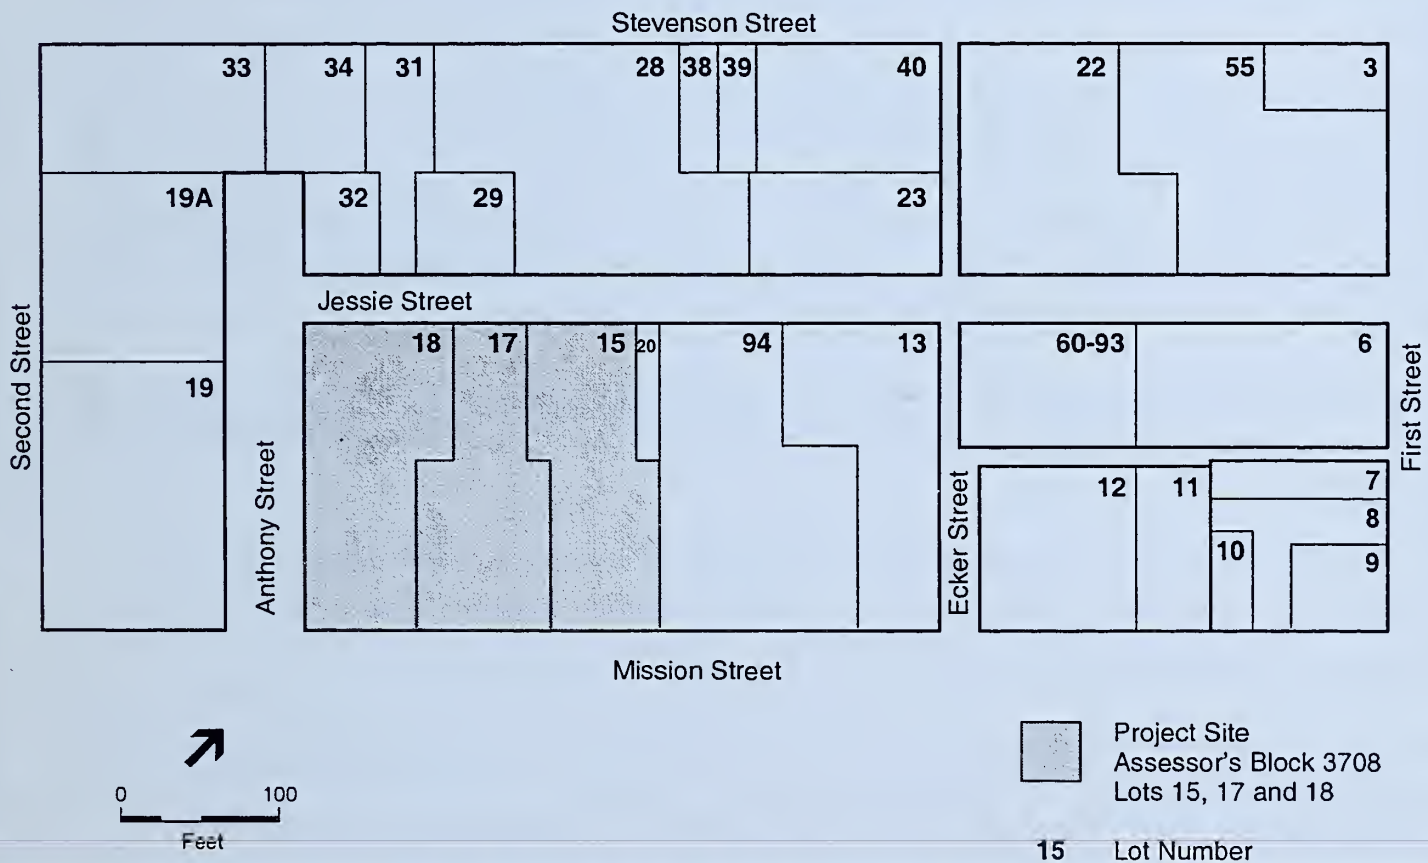 Stevenson Street
33
34
31
28
38
39
40
22
55
3
19A
32
29
23
Jessie Street
18
17
15
20
94
13
60-93
6
Second Street
19
Anthony Street
First Street
Ecker Street
12
11
7
8
10
9
Mission Street
0
100
Feet
Project Site
Assessor's Block 3708
Lots 15, 17 and 18
15 Lot Number